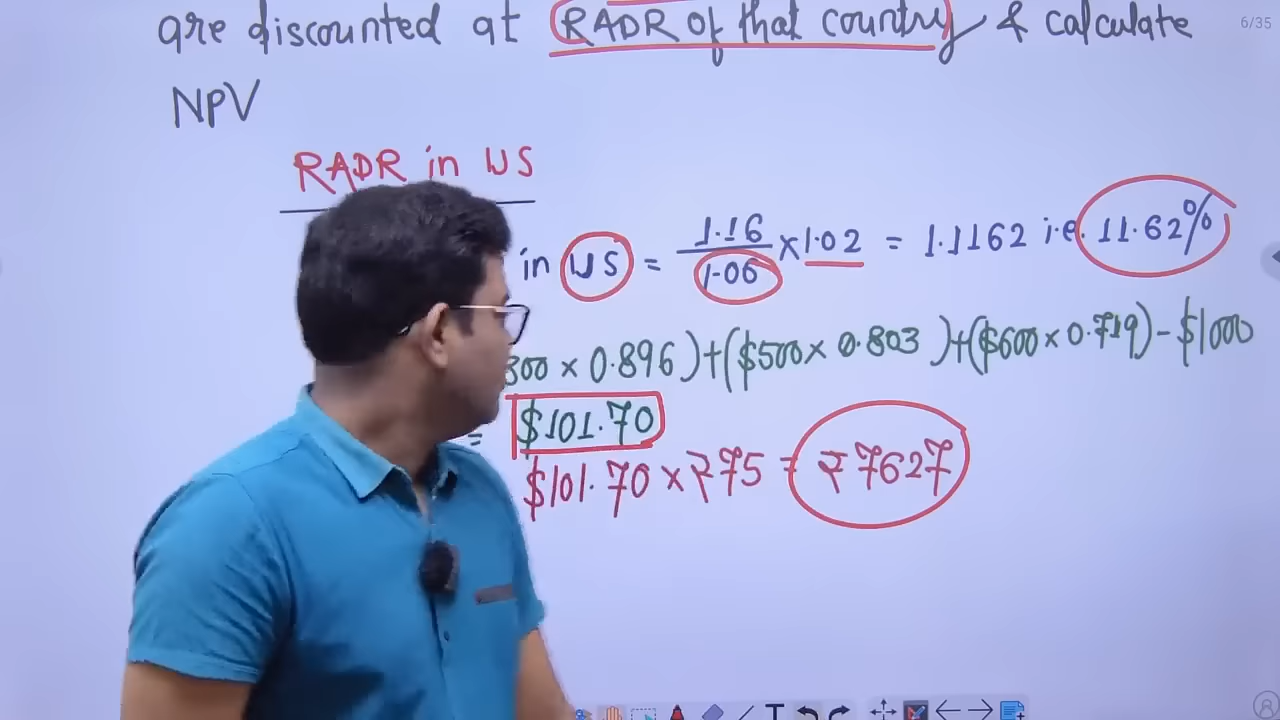 are discounted at RADR of that country & calculate
6/35
NPV
RADR in US
in US = 1.16/1.06 × 1.02 = 1.1162 i.e. 11.62%
300 × 0.896) + ($500 × 0.803) + ($600 × 0.719) - $1000
= $101.70
$101.70 × ₹75 = ₹7627